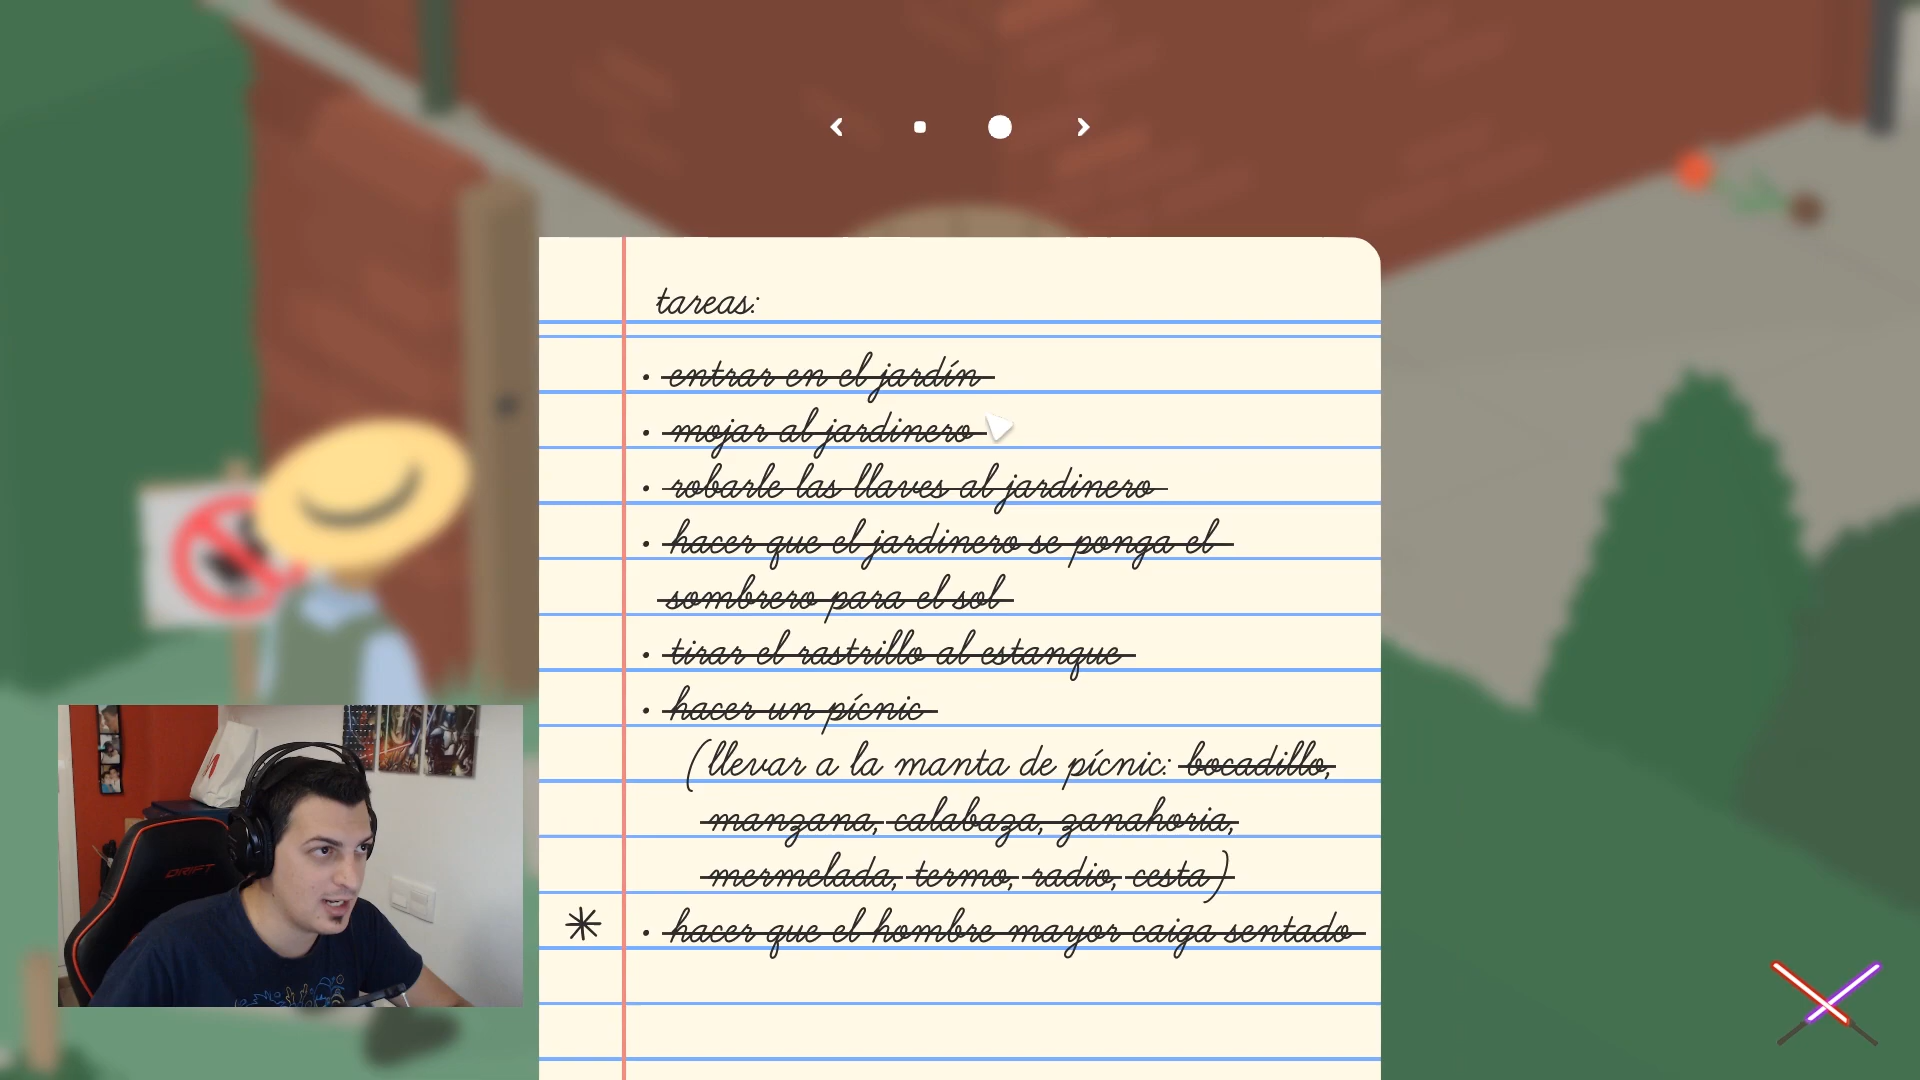 tareas:
• entrar en el jardín
• mojar al jardinero
• robarle las llaves al jardinero
• hacer que el jardinero se ponga el
sombrero para el sol
• tirar el rastrillo al estanque
• hacer un pícnic
(llevar a la manta de pícnic: bocadillo,
manzana, calabaza, zanahoria,
mermelada, termo, radio, cesta)
• hacer que el hombre mayor caiga sentado
DRIFT